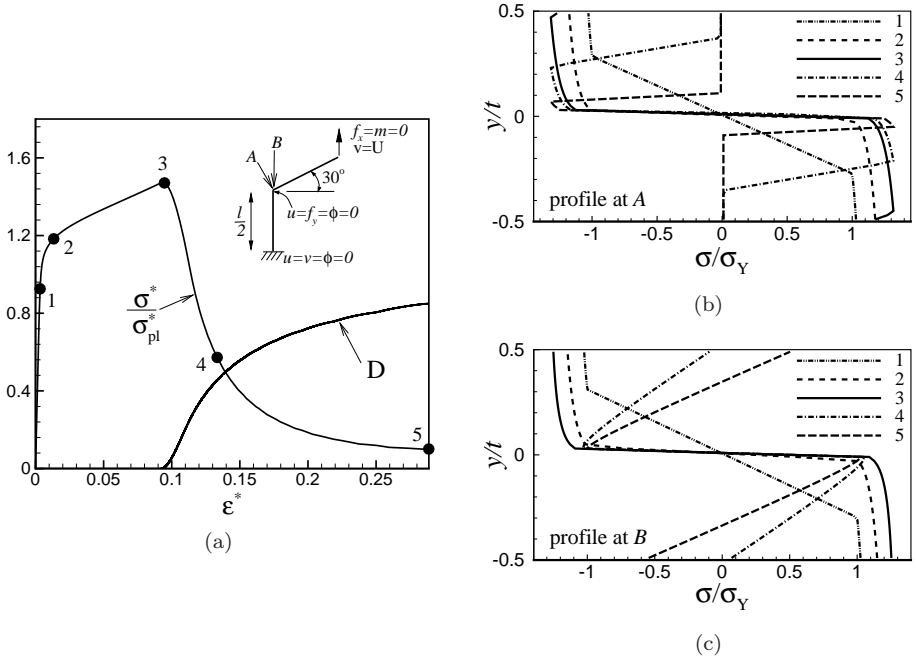 1.6
1.2
0.8
0.4
0
0
0.05
0.1
0.15
0.2
0.25
ε*
1
2
3
4
5
σ*
σ*pl
D
A
B
fx=m=0
v=U
30°
l
2
u=fy=ϕ=0
u=v=ϕ=0
(a)
0.5
0
-0.5
y/t
-1
-0.5
0
0.5
1
σ/σY
1
2
3
4
5
profile at A
(b)
0.5
0
-0.5
y/t
-1
-0.5
0
0.5
1
σ/σY
1
2
3
4
5
profile at B
(c)